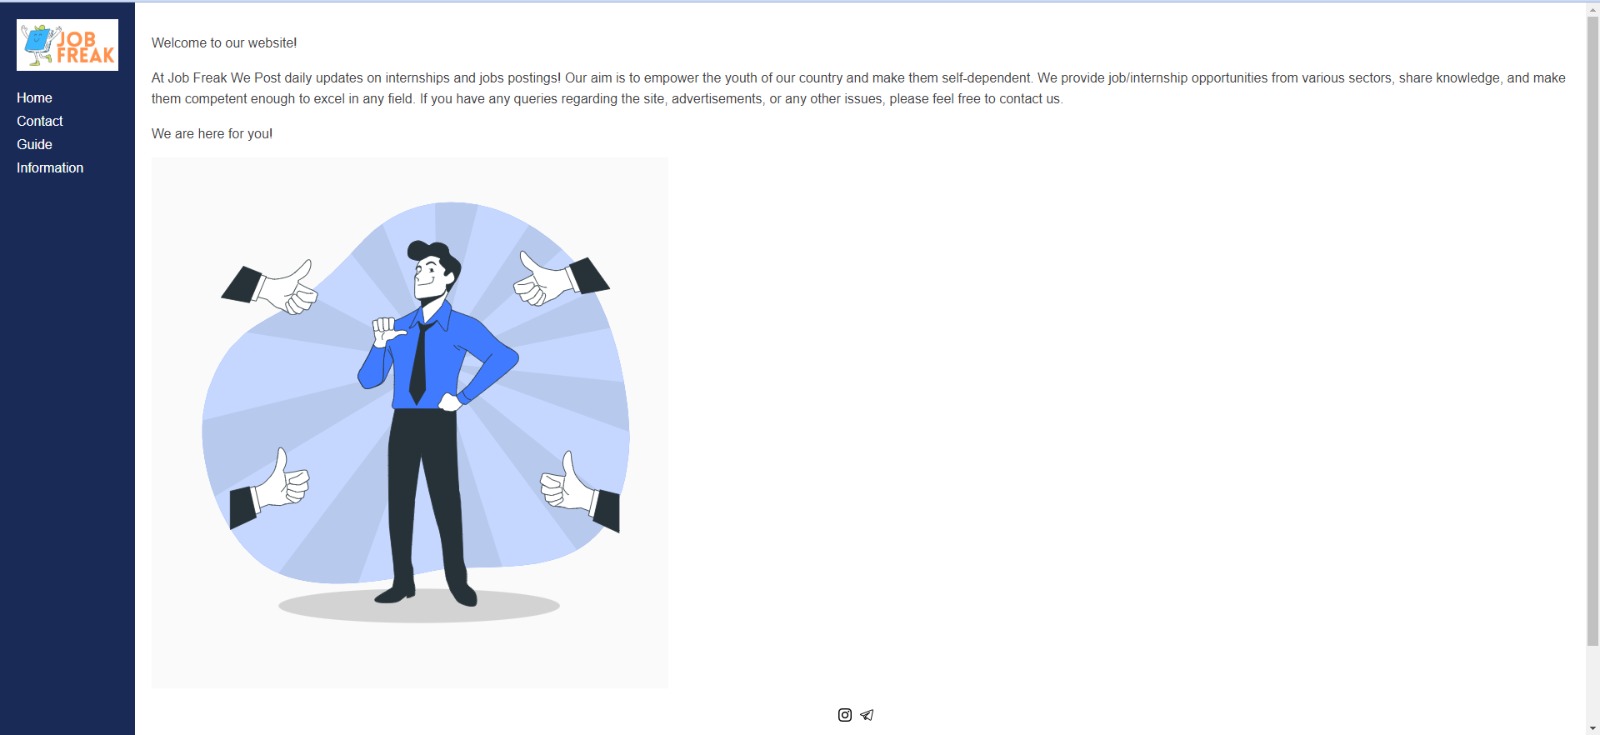 JOB
FREAK
Home
Contact
Guide
Information
Welcome to our website!
At Job Freak We Post daily updates on internships and jobs postings! Our aim is to empower the youth of our country and make them self-dependent. We provide job/internship opportunities from various sectors, share knowledge, and make
them competent enough to excel in any field. If you have any queries regarding the site, advertisements, or any other issues, please feel free to contact us.
We are here for you!